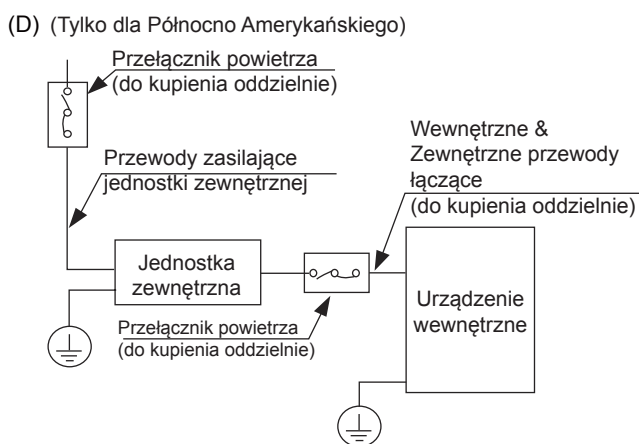 (D) (Tylko dla Północno Amerykańskiego)
Przełącznik powietrza
(do kupienia oddzielnie)
Wewnętrzne &
Zewnętrzne przewody
łączące
(do kupienia oddzielnie)
Przewody zasilające
jednostki zewnętrznej
Jednostka
zewnętrzna
Urządzenie
wewnętrzne
Przełącznik powietrza
(do kupienia oddzielnie)